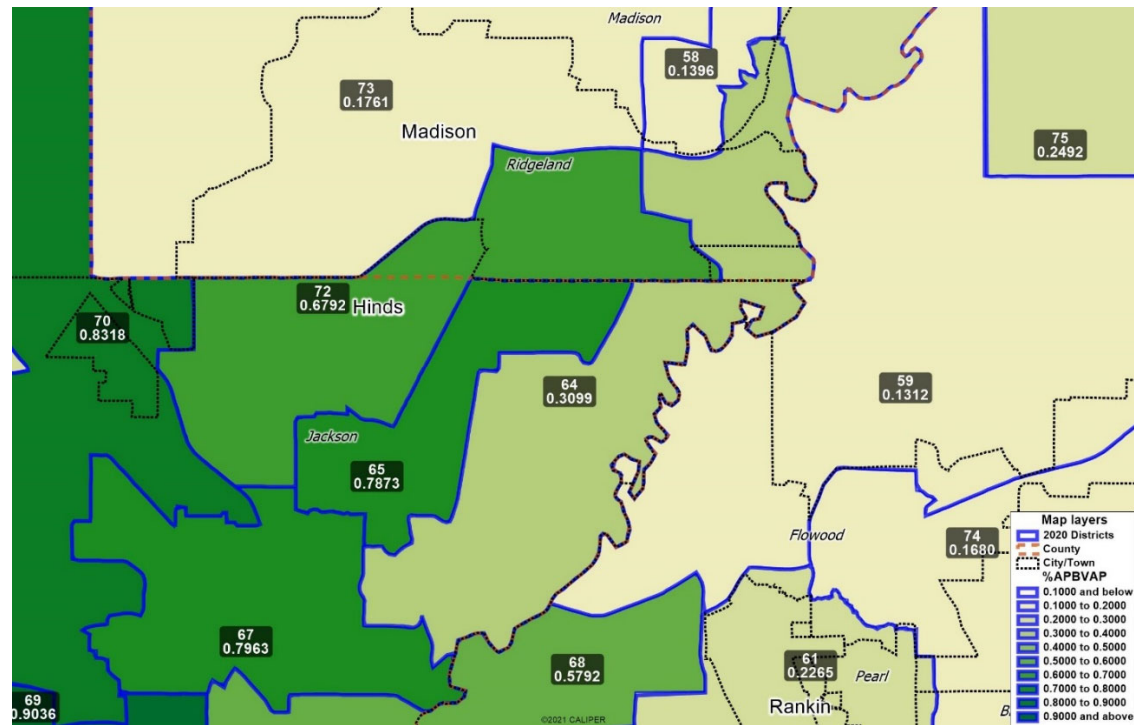 Madison
58
0.1396
73
0.1761
Madison
75
0.2492
Ridgeland
72
0.6792
Hinds
70
0.8318
64
0.3099
59
0.1312
Jackson
65
0.7873
Flowood
74
0.1680
67
0.7963
68
0.5792
61
0.2265
Pearl
Rankin
69
0.9036
©2021 CALIPER
Map layers
2020 Districts
County
City/Town
%APBVAP
0.1000 and below
0.1000 to 0.2000
0.2000 to 0.3000
0.3000 to 0.4000
0.4000 to 0.5000
0.5000 to 0.6000
0.6000 to 0.7000
0.7000 to 0.8000
0.8000 to 0.9000
0.9000 and above